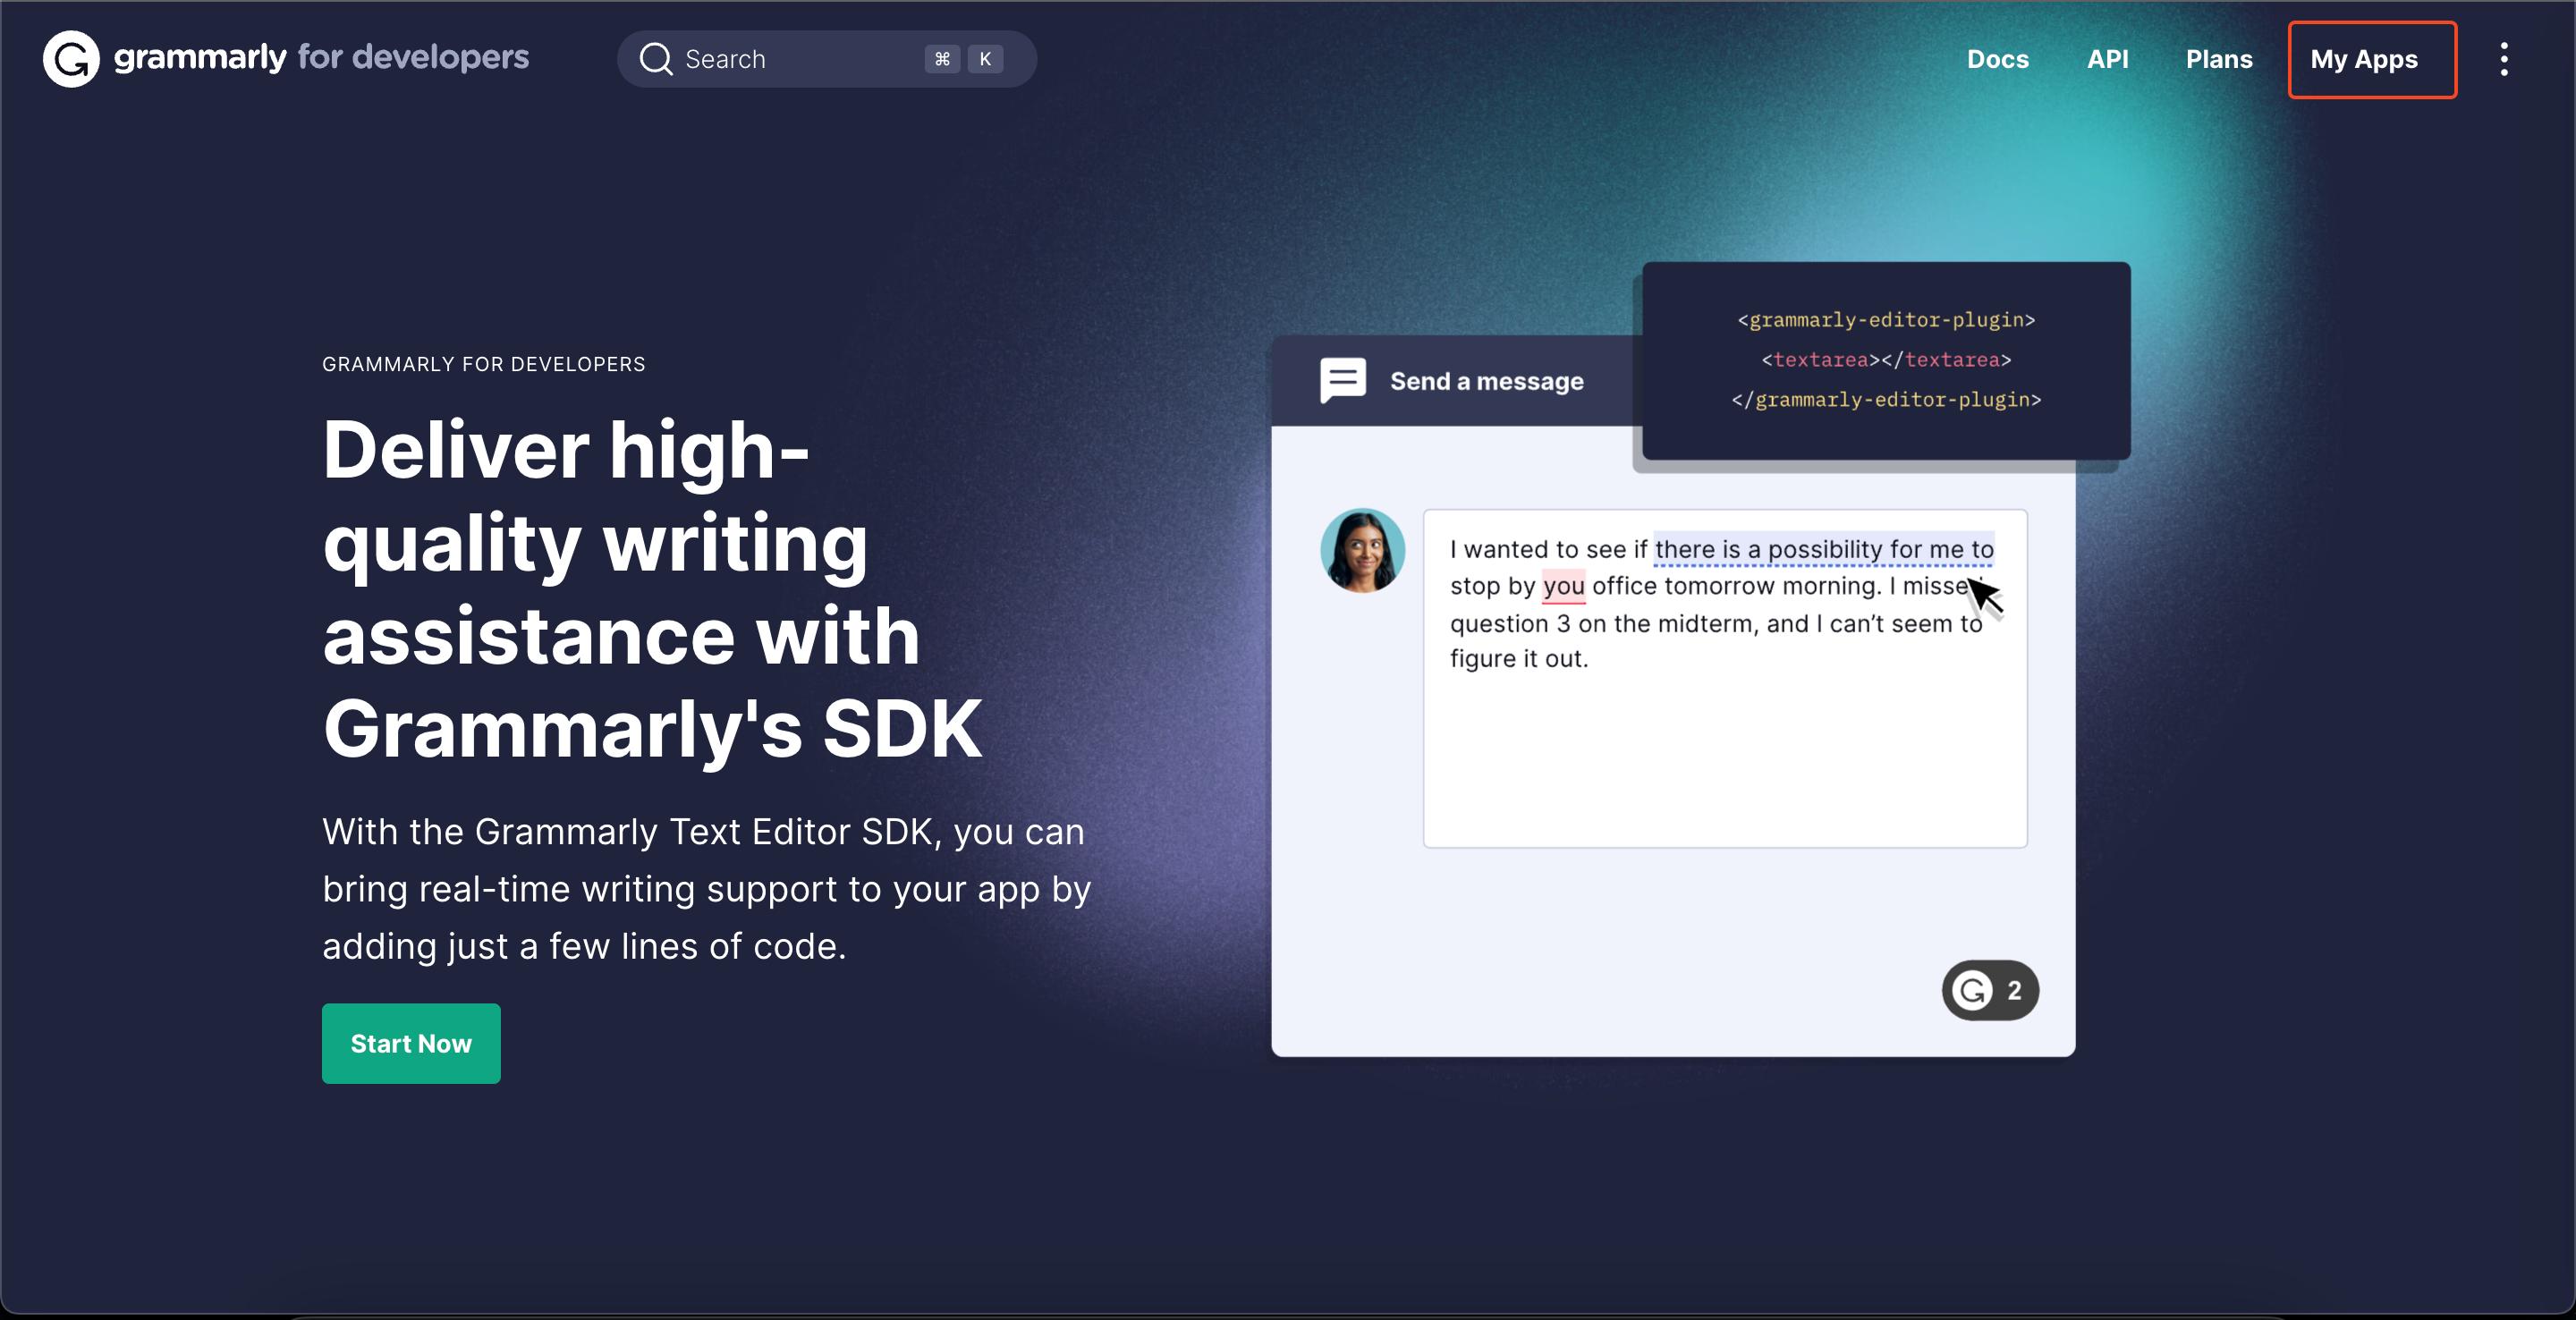 grammarly for developers
Search
⌘ K
Docs
API
Plans
My Apps
GRAMMARLY FOR DEVELOPERS
Deliver high-
quality writing
assistance with
Grammarly's SDK
With the Grammarly Text Editor SDK, you can
bring real-time writing support to your app by
adding just a few lines of code.
Start Now
<grammarly-editor-plugin>
<textarea></textarea>
</grammarly-editor-plugin>
Send a message
I wanted to see if there is a possibility for me to
stop by you office tomorrow morning. I
question 3 on the midterm, and I can’t seem to
figure it out.
2